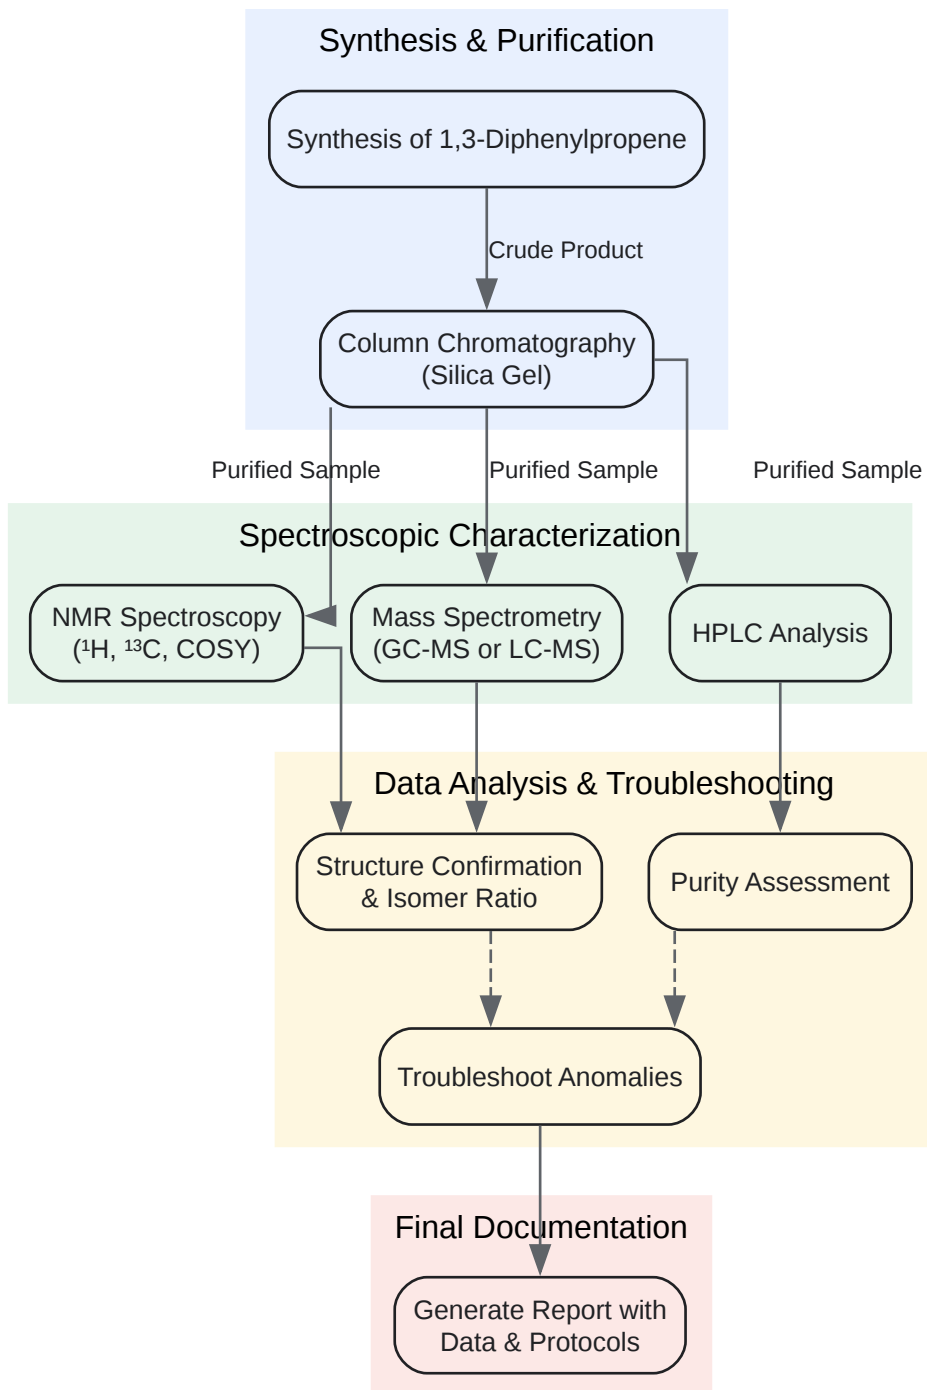 Synthesis & Purification
Synthesis of 1,3-Diphenylpropene
Crude Product
Column Chromatography
(Silica Gel)
Purified Sample
Purified Sample
Purified Sample
Spectroscopic Characterization
NMR Spectroscopy
(¹H, ¹³C, COSY)
Mass Spectrometry
(GC-MS or LC-MS)
HPLC Analysis
Data Analysis & Troubleshooting
Structure Confirmation
& Isomer Ratio
Purity Assessment
Troubleshoot Anomalies
Final Documentation
Generate Report with
Data & Protocols